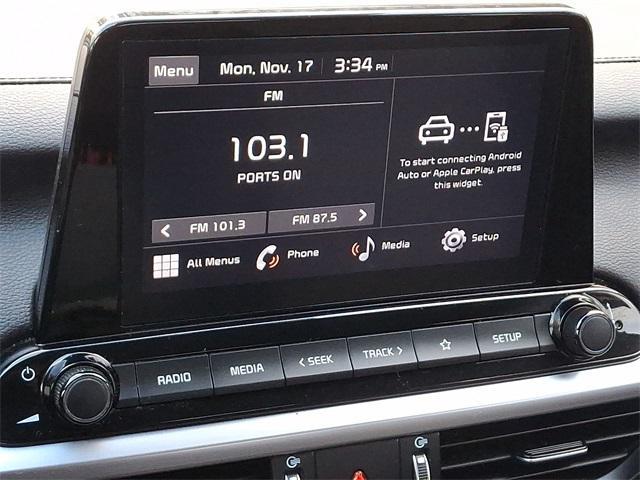 Menu Mon, Nov. 17 3:34 PM
FM
103.1
PORTS ON
< FM 101.3 FM 87.5 >
To start connecting Android
Auto or Apple CarPlay, press
this widget.
All Menus Phone Media Setup
RADIO MEDIA < SEEK TRACK > SETUP